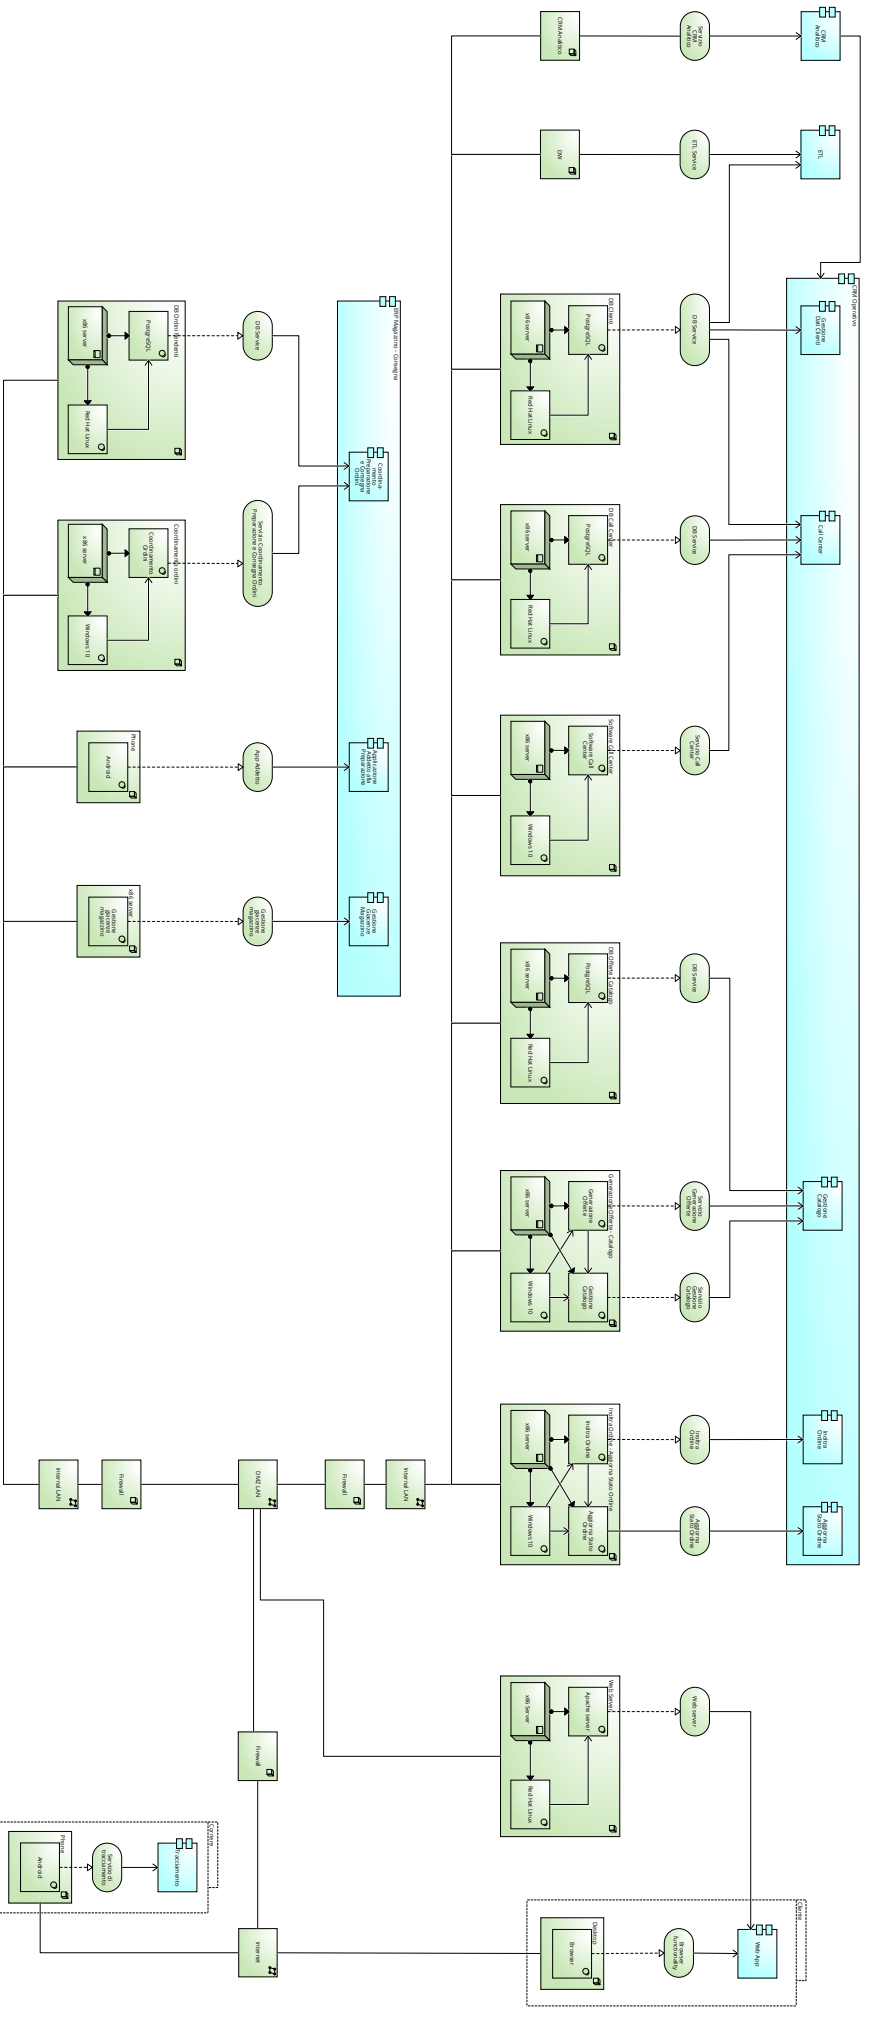 CRM
Analitico
ETL
CRM Operativo
Gestione
Dati Clienti
Call Center
Gestione
Catalogo
Inoltra
Ordine
Aggiorna
Stato Ordine
Cliente
Web App
Servizio
CRM
Analitico
ETL Service
DB Service
DB Service
Servizio Call
Center
DB Service
Servizio
Generazione
Offerte
Servizio
Gestione
Catalogo
Inoltra
Ordine
Aggiorna
Stato Ordine
Web server
Browser
functionality
CRM Analitico
DW
DB Clienti
PostgreSQL
x86 server
Red Hat Linux
DB Call Center
PostgreSQL
x86 server
Red Hat Linux
Software Call Center
Software Call
Center
x86 server
Windows 10
DB Offerte - Catalogo
PostgreSQL
x86 server
Red Hat Linux
Generazione Offerte - Catalogo
Generazione
Offerte
Gestione
Catalogo
x86 server
Windows 10
Inoltra Ordine - Aggiorna Stato Ordine
Inoltra Ordine
Aggiorna Stato
Ordine
x86 server
Windows 10
Web Server
Apache server
x86 Server
Red Hat Linux
Desktop
Browser
ERP Magazzino - Consegna
Coordina-
mento
Preparazione
e Consegna
Ordini
Applicazione
Addetto alla
Preparazione
Gestione
Giacenze
Magazzino
Internal LAN
Firewall
DB Service
Servizio Coordinamento
Preparazione e Consegna Ordini
App Addetto
Gestione
giacenze
magazzino
DMZ LAN
Firewall
Internet
DB Ordini Pendenti
PostgreSQL
x86 server
Red Hat Linux
Coordinamento ordini
Coordinamento
Ordini
x86 server
Windows 10
Phone
Android
x86 server
Gestione
giacenze
magazzino
Firewall
Internal LAN
Corriere
Tracciamento
Servizio di
tracciamento
Phone
Android